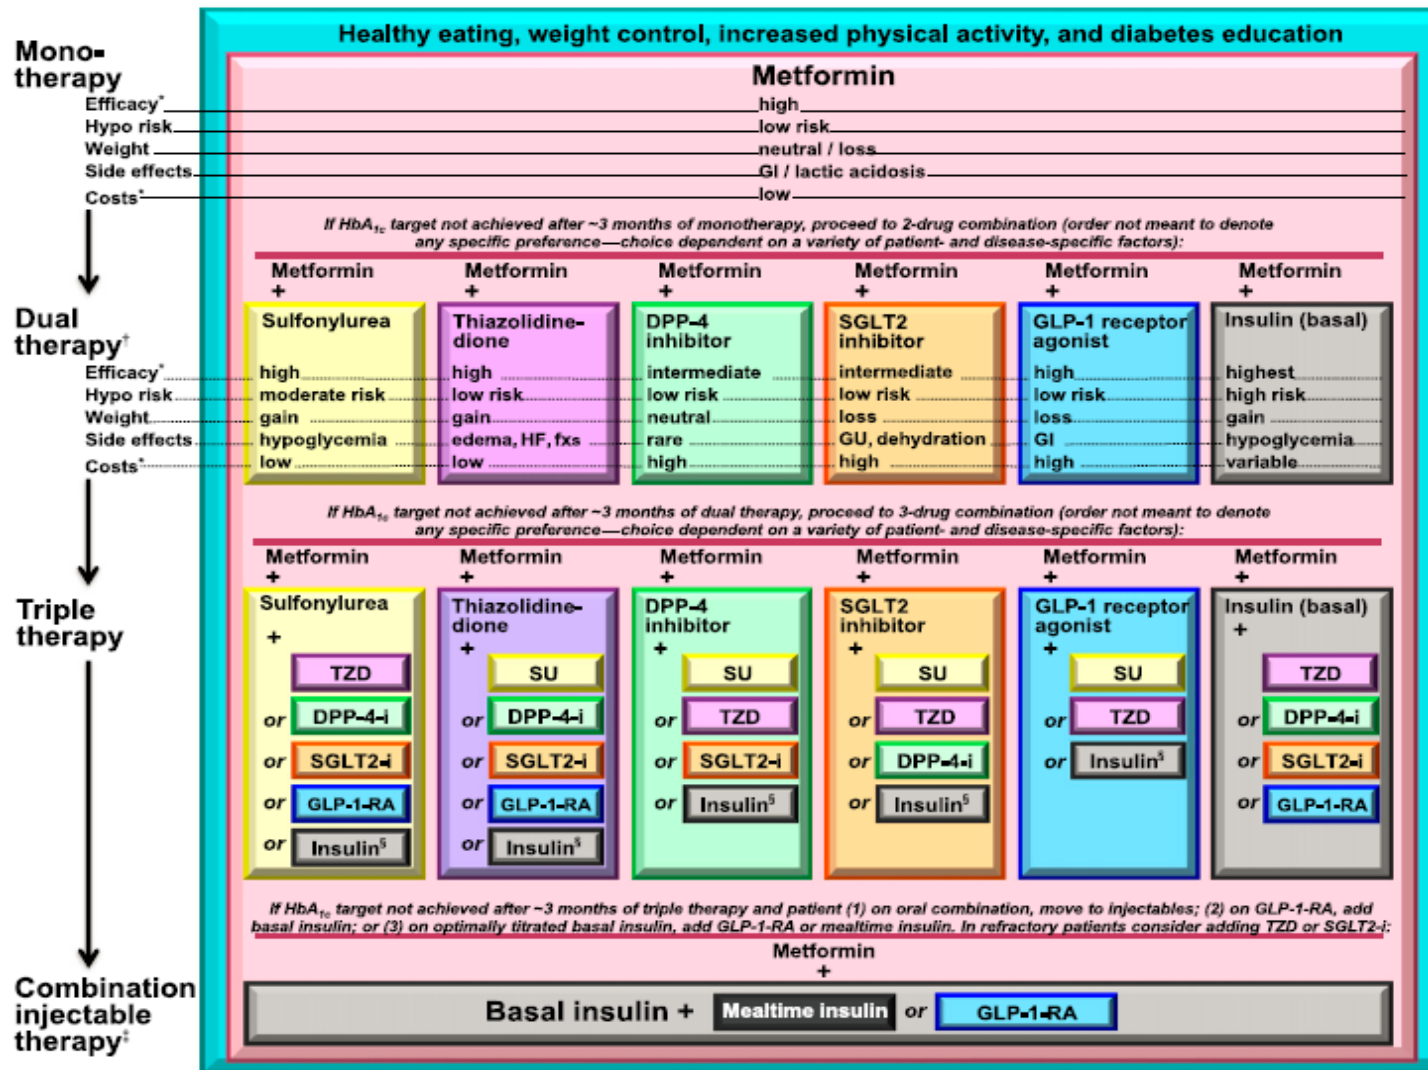 Healthy eating, weight control, increased physical activity, and diabetes education
Mono-
therapy
Metformin
Efficacy* high
Hypo risk low risk
Weight neutral / loss
Side effects GI / lactic acidosis
Costs* low
If HbA1c target not achieved after ~3 months of monotherapy, proceed to 2-drug combination (order not meant to denote
any specific preference—choice dependent on a variety of patient- and disease-specific factors):
Metformin Metformin Metformin Metformin Metformin Metformin
+ + + + + +
Dual
therapy†
Sulfonylurea Thiazolidine- DPP-4 SGLT2 GLP-1 receptor Insulin (basal)
dione inhibitor inhibitor agonist
Efficacy* high high intermediate intermediate high highest
Hypo risk moderate risk low risk low risk low risk low risk high risk
Weight gain gain neutral loss loss gain
Side effects hypoglycemia edema, HF, fxs rare GU, dehydration GI hypoglycemia
Costs* low low high high high variable
If HbA1c target not achieved after ~3 months of dual therapy, proceed to 3-drug combination (order not meant to denote
any specific preference—choice dependent on a variety of patient- and disease-specific factors):
Metformin Metformin Metformin Metformin Metformin Metformin
+ + + + + +
Triple
therapy
Sulfonylurea Thiazolidine- DPP-4 SGLT2 GLP-1 receptor Insulin (basal)
dione inhibitor inhibitor agonist
+ + + + + +
TZD SU SU SU SU TZD
or DPP-4-i or DPP-4-i or TZD or TZD or TZD or DPP-4-i
or SGLT2-i or SGLT2-i or SGLT2-i or DPP-4-i or Insulin§ or SGLT2-i
or GLP-1-RA or GLP-1-RA or Insulin§ or Insulin§ or GLP-1-RA
or Insulin§ or Insulin§
If HbA1c target not achieved after ~3 months of triple therapy and patient (1) on oral combination, move to injectables; (2) on GLP-1-RA, add
basal insulin; or (3) on optimally titrated basal insulin, add GLP-1-RA or mealtime insulin. In refractory patients consider adding TZD or SGLT2-i:
Metformin
+
Combination
injectable
therapy‡
Basal insulin + Mealtime insulin or GLP-1-RA